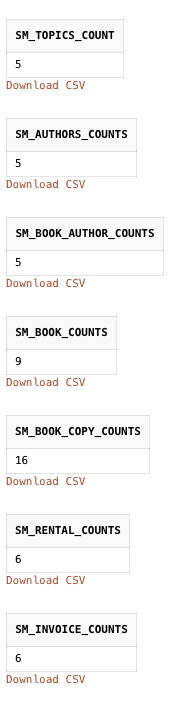 SM_TOPICS_COUNT
5
Download CSV
SM_AUTHORS_COUNTS
5
Download CSV
SM_BOOK_AUTHOR_COUNTS
5
Download CSV
SM_BOOK_COUNTS
9
Download CSV
SM_BOOK_COPY_COUNTS
16
Download CSV
SM_RENTAL_COUNTS
6
Download CSV
SM_INVOICE_COUNTS
6
Download CSV